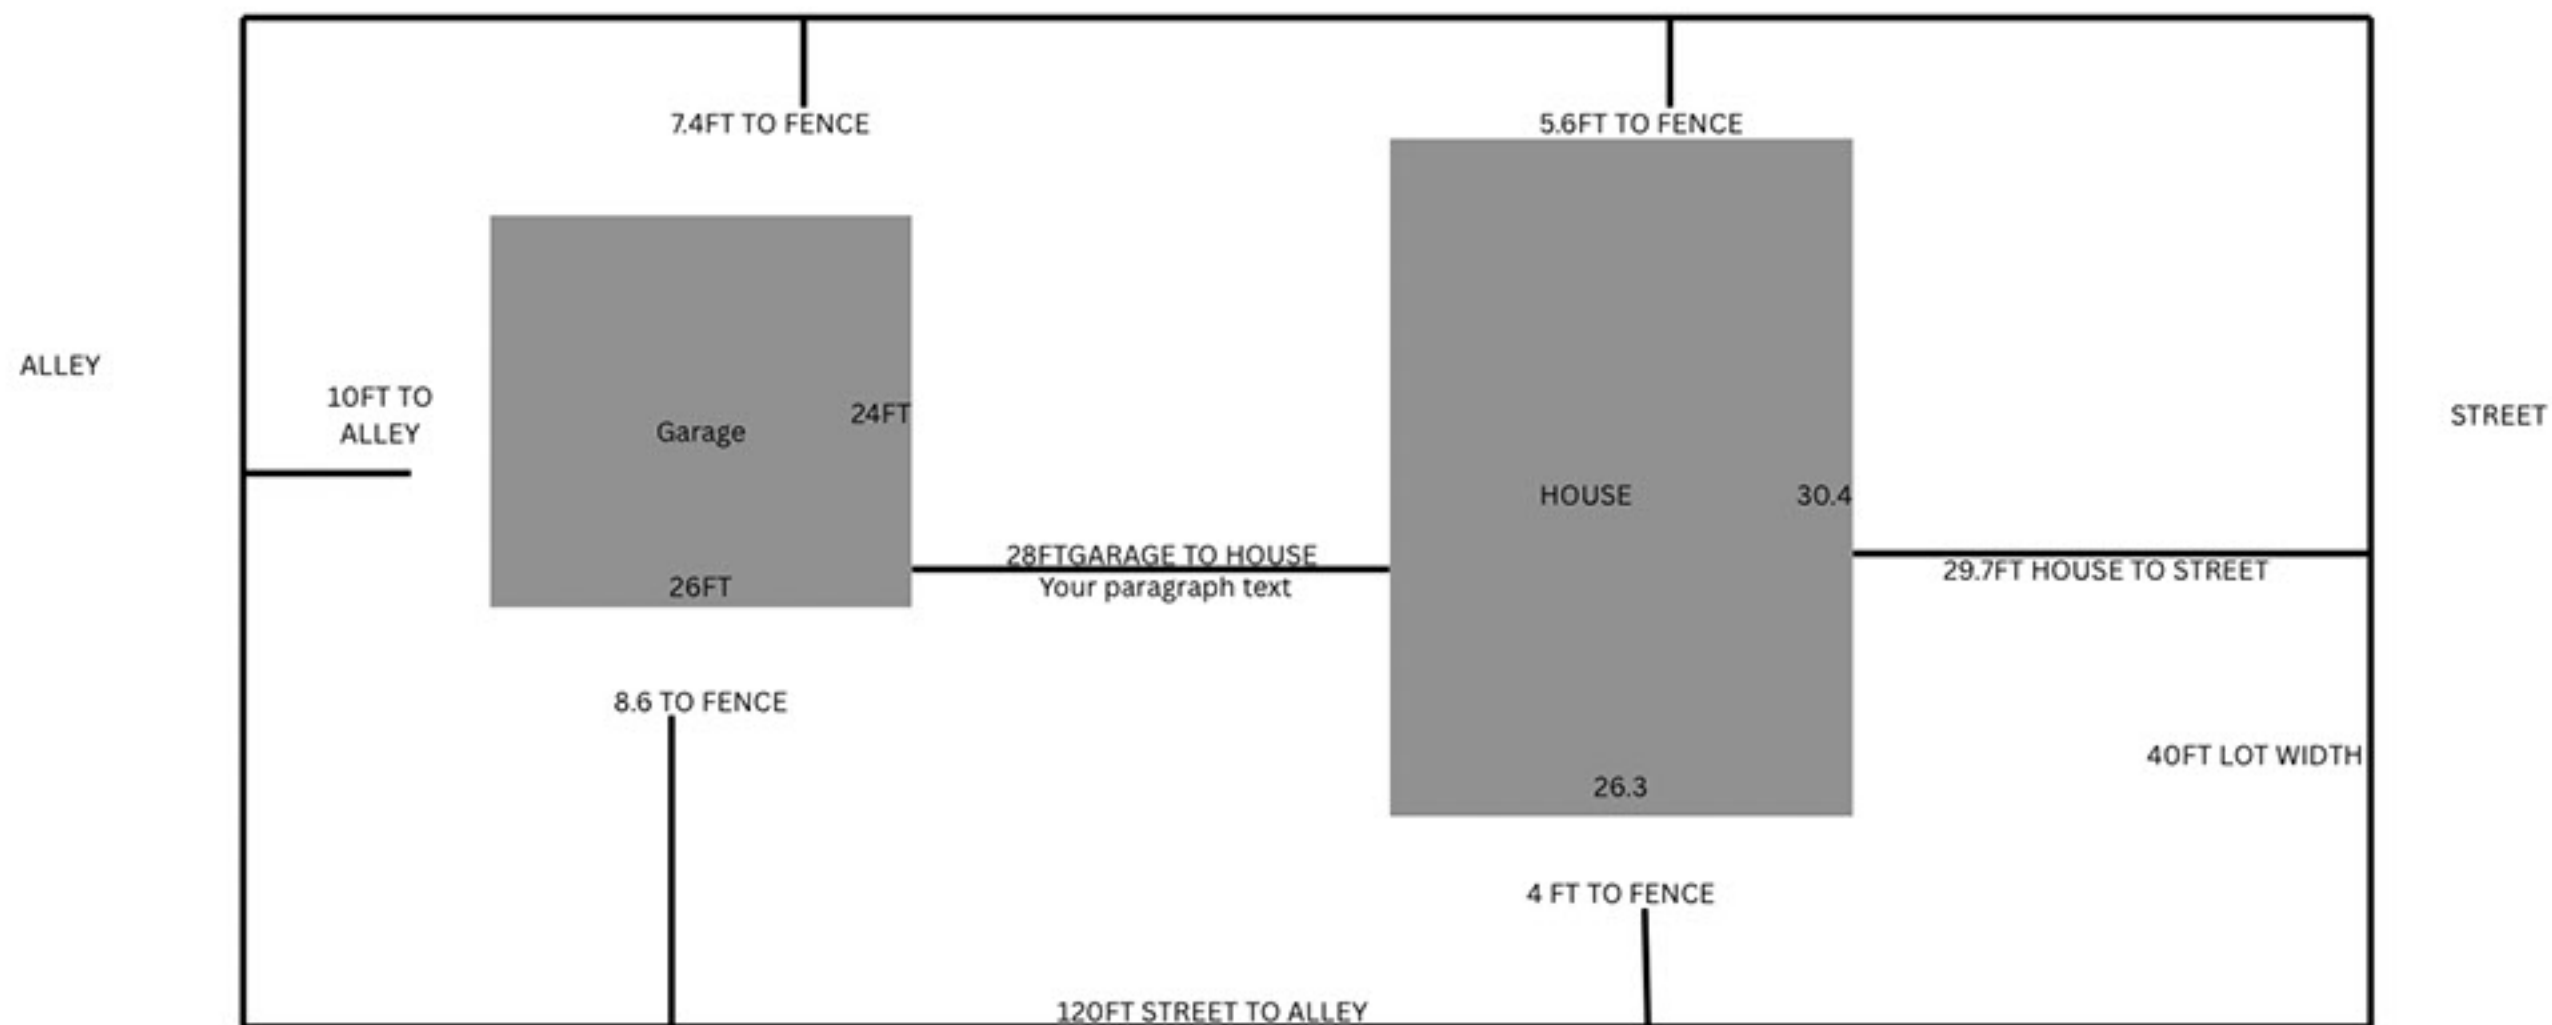 7.4FT TO FENCE
5.6FT TO FENCE
ALLEY
10FT TO
ALLEY
Garage
24FT
26FT
28FTGARAGE TO HOUSE
Your paragraph text
HOUSE
30.4
26.3
29.7FT HOUSE TO STREET
STREET
8.6 TO FENCE
40FT LOT WIDTH
4 FT TO FENCE
120FT STREET TO ALLEY